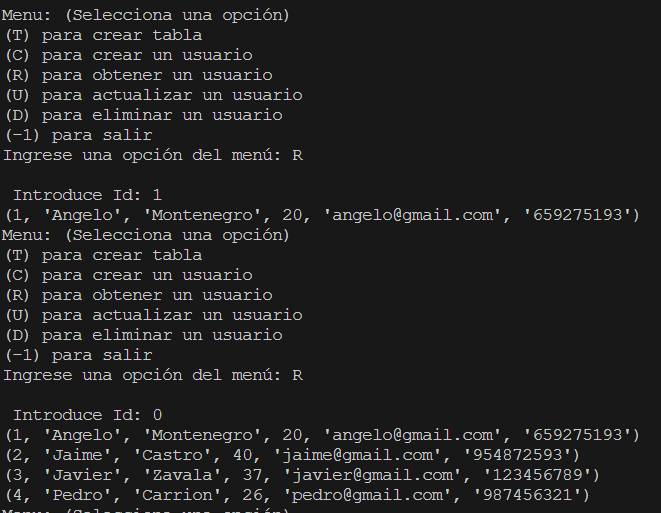 Menu: (Selecciona una opción)
(T) para crear tabla
(C) para crear un usuario
(R) para obtener un usuario
(U) para actualizar un usuario
(D) para eliminar un usuario
(-1) para salir
Ingrese una opción del menú: R
Introduce Id: 1
(1, 'Angelo', 'Montenegro', 20, 'angelo@gmail.com', '659275193')
Menu: (Selecciona una opción)
(T) para crear tabla
(C) para crear un usuario
(R) para obtener un usuario
(U) para actualizar un usuario
(D) para eliminar un usuario
(-1) para salir
Ingrese una opción del menú: R
Introduce Id: 0
(1, 'Angelo', 'Montenegro', 20, 'angelo@gmail.com', '659275193')
(2, 'Jaime', 'Castro', 40, 'jaime@gmail.com', '954872593')
(3, 'Javier', 'Zavala', 37, 'javier@gmail.com', '123456789')
(4, 'Pedro', 'Carrion', 26, 'pedro@gmail.com', '987456321')
Menu: (Selecciona una opción)